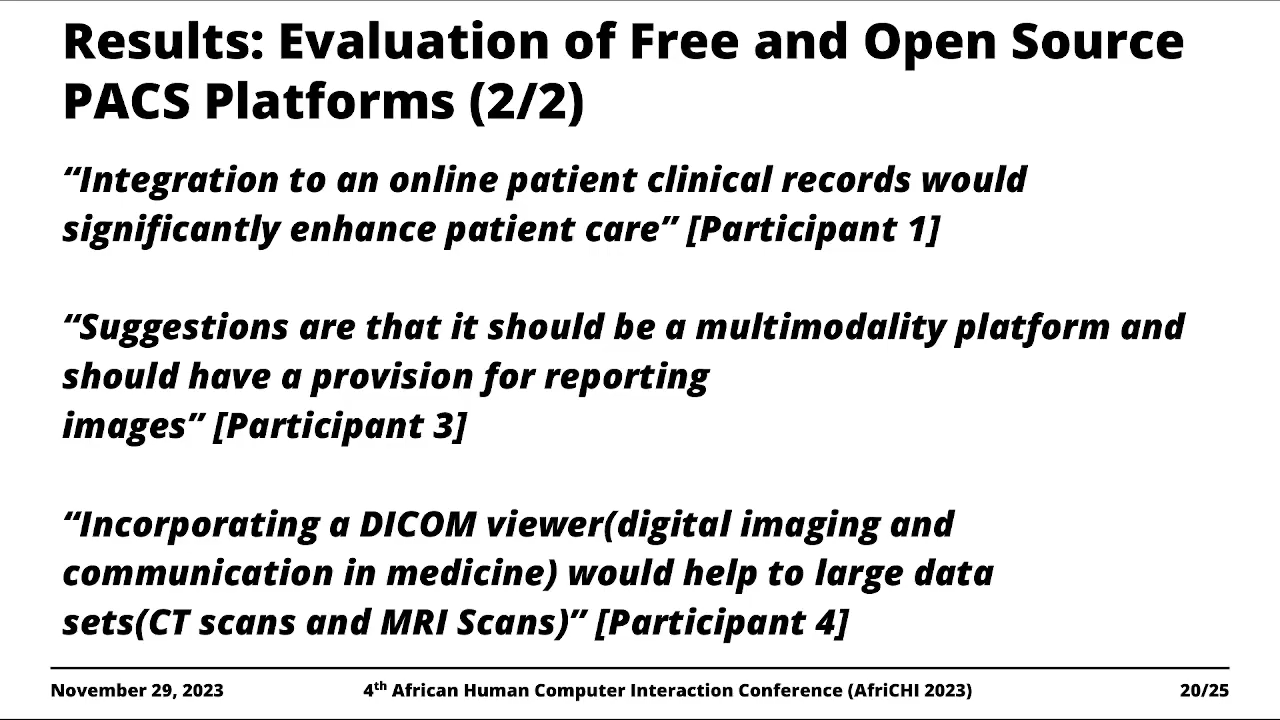 Results: Evaluation of Free and Open Source
PACS Platforms (2/2)
“Integration to an online patient clinical records would
significantly enhance patient care” [Participant 1]
“Suggestions are that it should be a multimodality platform and
should have a provision for reporting
images” [Participant 3]
“Incorporating a DICOM viewer(digital imaging and
communication in medicine) would help to large data
sets(CT scans and MRI Scans)” [Participant 4]
November 29, 2023 4th African Human Computer Interaction Conference (AfriCHI 2023) 20/25